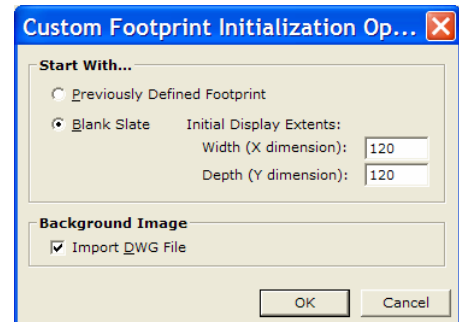 Custom Footprint Initialization Op...
Start With...
Previously Defined Footprint
Blank Slate Initial Display Extents:
Width (X dimension): 120
Depth (Y dimension): 120
Background Image
Import DWG File
OK Cancel